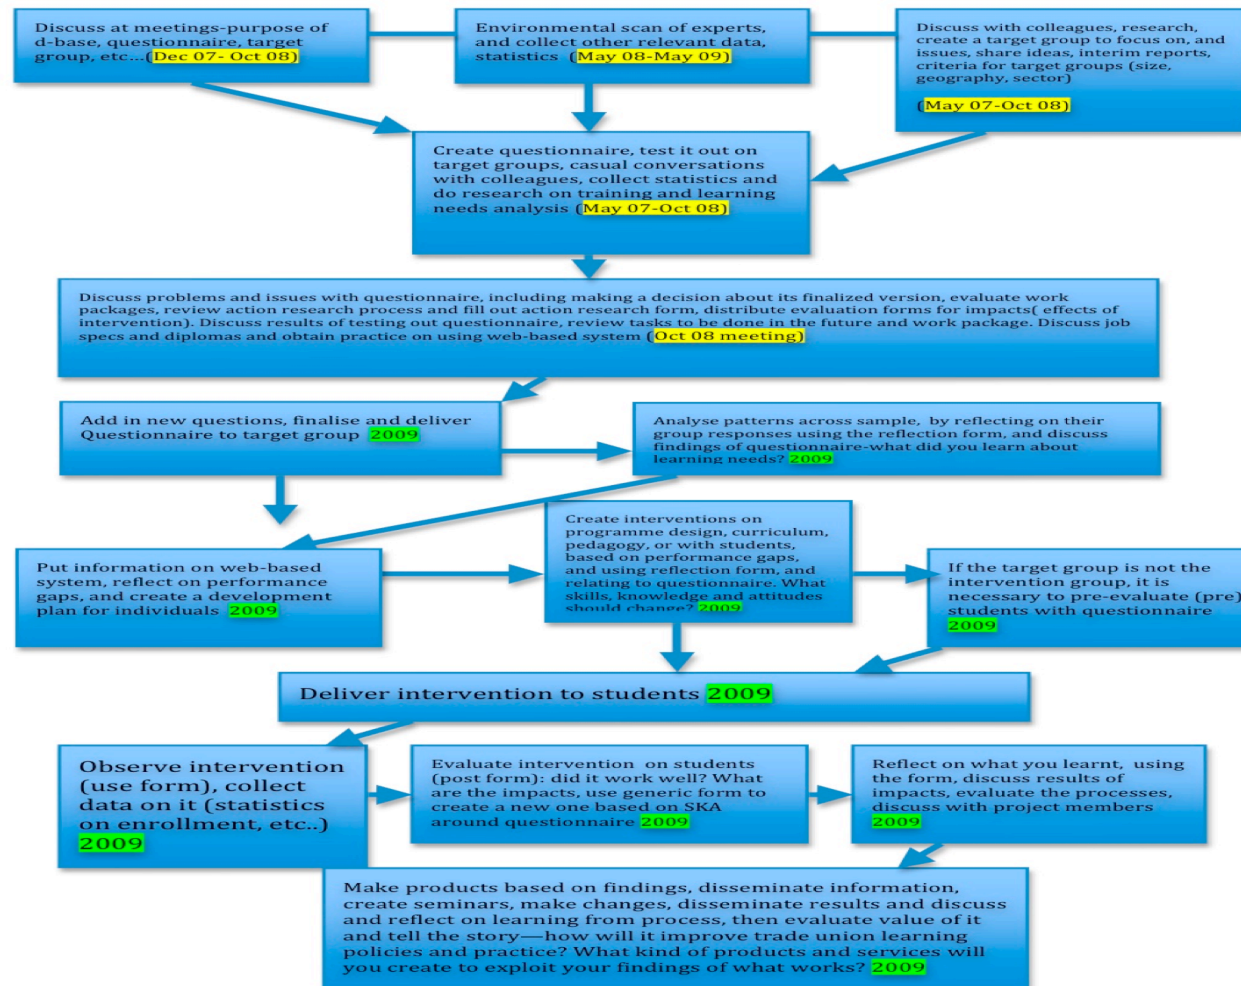 Discuss at meetings-purpose of
d-base, questionnaire, target
group, etc...(Dec 07- Oct 08)
Environmental scan of experts,
and collect other relevant data,
statistics (May 08-May 09)
Discuss with colleagues, research,
create a target group to focus on, and
issues, share ideas, interim reports,
criteria for target groups (size,
geography, sector)
(May 07-Oct 08)
Create questionnaire, test it out on
target groups, casual conversations
with colleagues, collect statistics and
do research on training and learning
needs analysis (May 07-Oct 08)
Discuss problems and issues with questionnaire, including making a decision about its finalized version, evaluate work
packages, review action research process and fill out action research form, distribute evaluation forms for impacts( effects of
intervention). Discuss results of testing out questionnaire, review tasks to be done in the future and work package. Discuss job
specs and diplomas and obtain practice on using web-based system (Oct 08 meeting)
Add in new questions, finalise and deliver
Questionnaire to target group 2009
Analyse patterns across sample, by reflecting on their
group responses using the reflection form, and discuss
findings of questionnaire-what did you learn about
learning needs? 2009
Put information on web-based
system, reflect on performance
gaps, and create a development
plan for individuals 2009
Create interventions on
programme design, curriculum,
pedagogy, or with students,
based on performance gaps,
and using reflection form, and
relating to questionnaire. What
skills, knowledge and attitudes
should change? 2009
If the target group is not the
intervention group, it is
necessary to pre-evaluate (pre)
students with questionnaire
2009
Deliver intervention to students 2009
Observe intervention
(use form), collect
data on it (statistics
on enrollment, etc..)
2009
Evaluate intervention on students
(post form): did it work well? What
are the impacts, use generic form to
create a new one based on SKA
around questionnaire 2009
Reflect on what you learnt, using
the form, discuss results of
impacts, evaluate the processes,
discuss with project members
2009
Make products based on findings, disseminate information,
create seminars, make changes, disseminate results and discuss
and reflect on learning from process, then evaluate value of it
and tell the story—how will it improve trade union learning
policies and practice? What kind of products and services will
you create to exploit your findings of what works? 2009